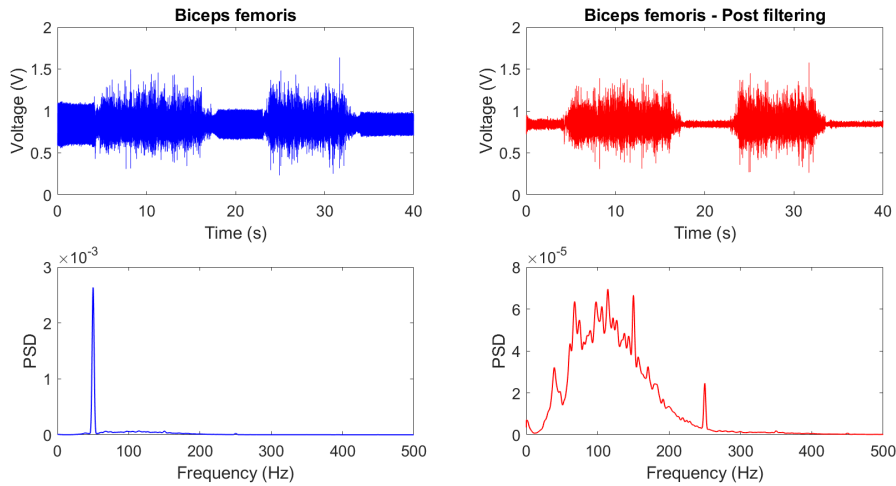 Biceps femoris
2
1.5
1
0.5
0
Voltage (V)
0 10 20 30 40
Time (s)
Biceps femoris - Post filtering
2
1.5
1
0.5
0
Voltage (V)
0 10 20 30 40
Time (s)
×10-3
3
2
1
0
PSD
0 100 200 300 400 500
Frequency (Hz)
×10-5
8
6
4
2
0
PSD
0 100 200 300 400 500
Frequency (Hz)